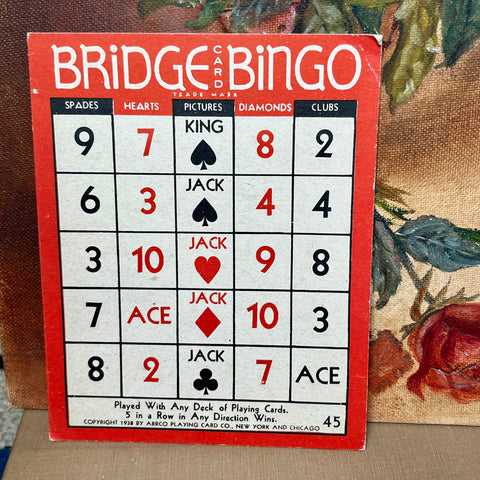 BRIDGE CARD BINGO
TRADE MARK
SPADES HEARTS PICTURES DIAMONDS CLUBS
9 7 KING 8 2
6 3 JACK 4 4
3 10 JACK 9 8
7 ACE JACK 10 3
8 2 JACK 7 ACE
Played With Any Deck of Playing Cards.
5 in a Row in Any Direction Wins.
COPYRIGHT 1938 BY ARRCO PLAYING CARD CO., NEW YORK AND CHICAGO 45